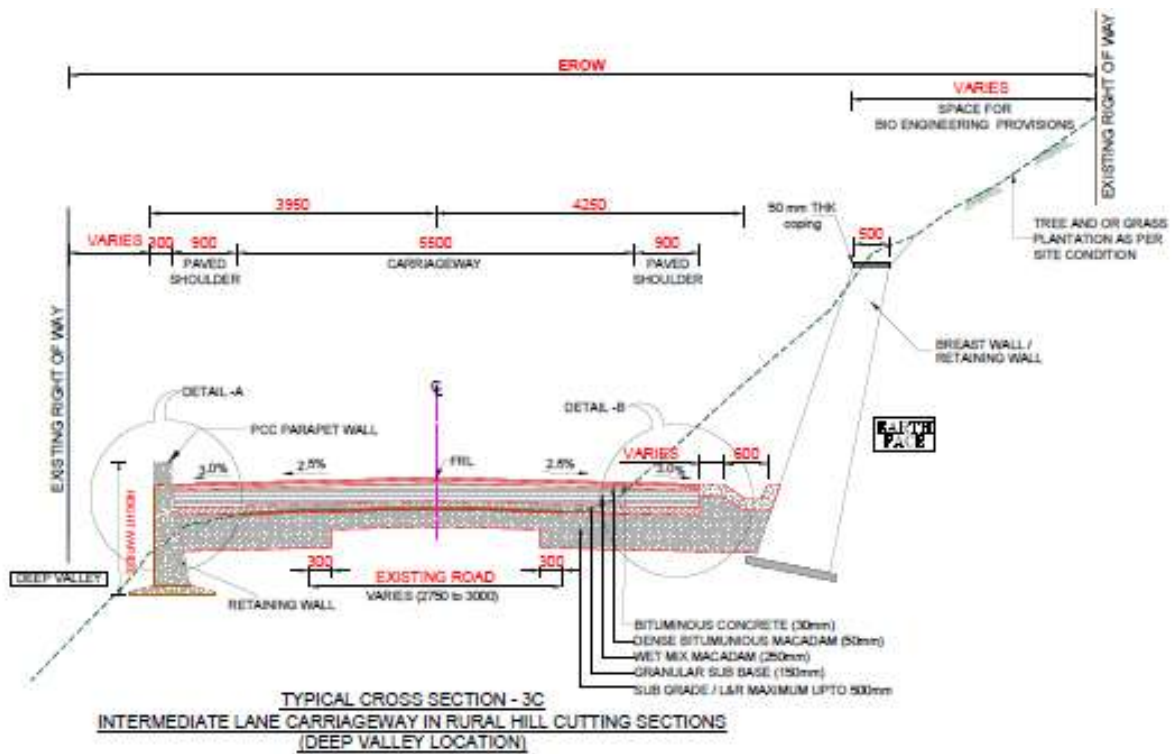 EROW
VARIES
SPACE FOR
BIO ENGINEERING PROVISIONS
EXISTING RIGHT OF WAY
3950
4250
50 mm THK
coping
500
TREE AND OR GRASS
PLANTATION AS PER
SITE CONDITION
VARIES
300
900
5500
900
PAVED
SHOULDER
CARRIAGEWAY
PAVED
SHOULDER
EXISTING RIGHT OF WAY
BREAST WALL /
RETAINING WALL
DETAIL -A
DETAIL -B
PCC PARAPET WALL
EARTH
FACE
VARIES
600
3.0%
2.5%
FRL
2.5%
3.0%
HEIGHT VARIES
DEEP VALLEY
300
EXISTING ROAD
300
VARIES (2750 to 3000)
RETAINING WALL
BITUMINOUS CONCRETE (30mm)
DENSE BITUMUNIOUS MACADAM (50mm)
WET MIX MACADAM (250mm)
GRANULAR SUB BASE (150mm)
SUB GRADE / L&R MAXIMUM UPTO 500mm
TYPICAL CROSS SECTION - 3C
INTERMEDIATE LANE CARRIAGEWAY IN RURAL HILL CUTTING SECTIONS
(DEEP VALLEY LOCATION)